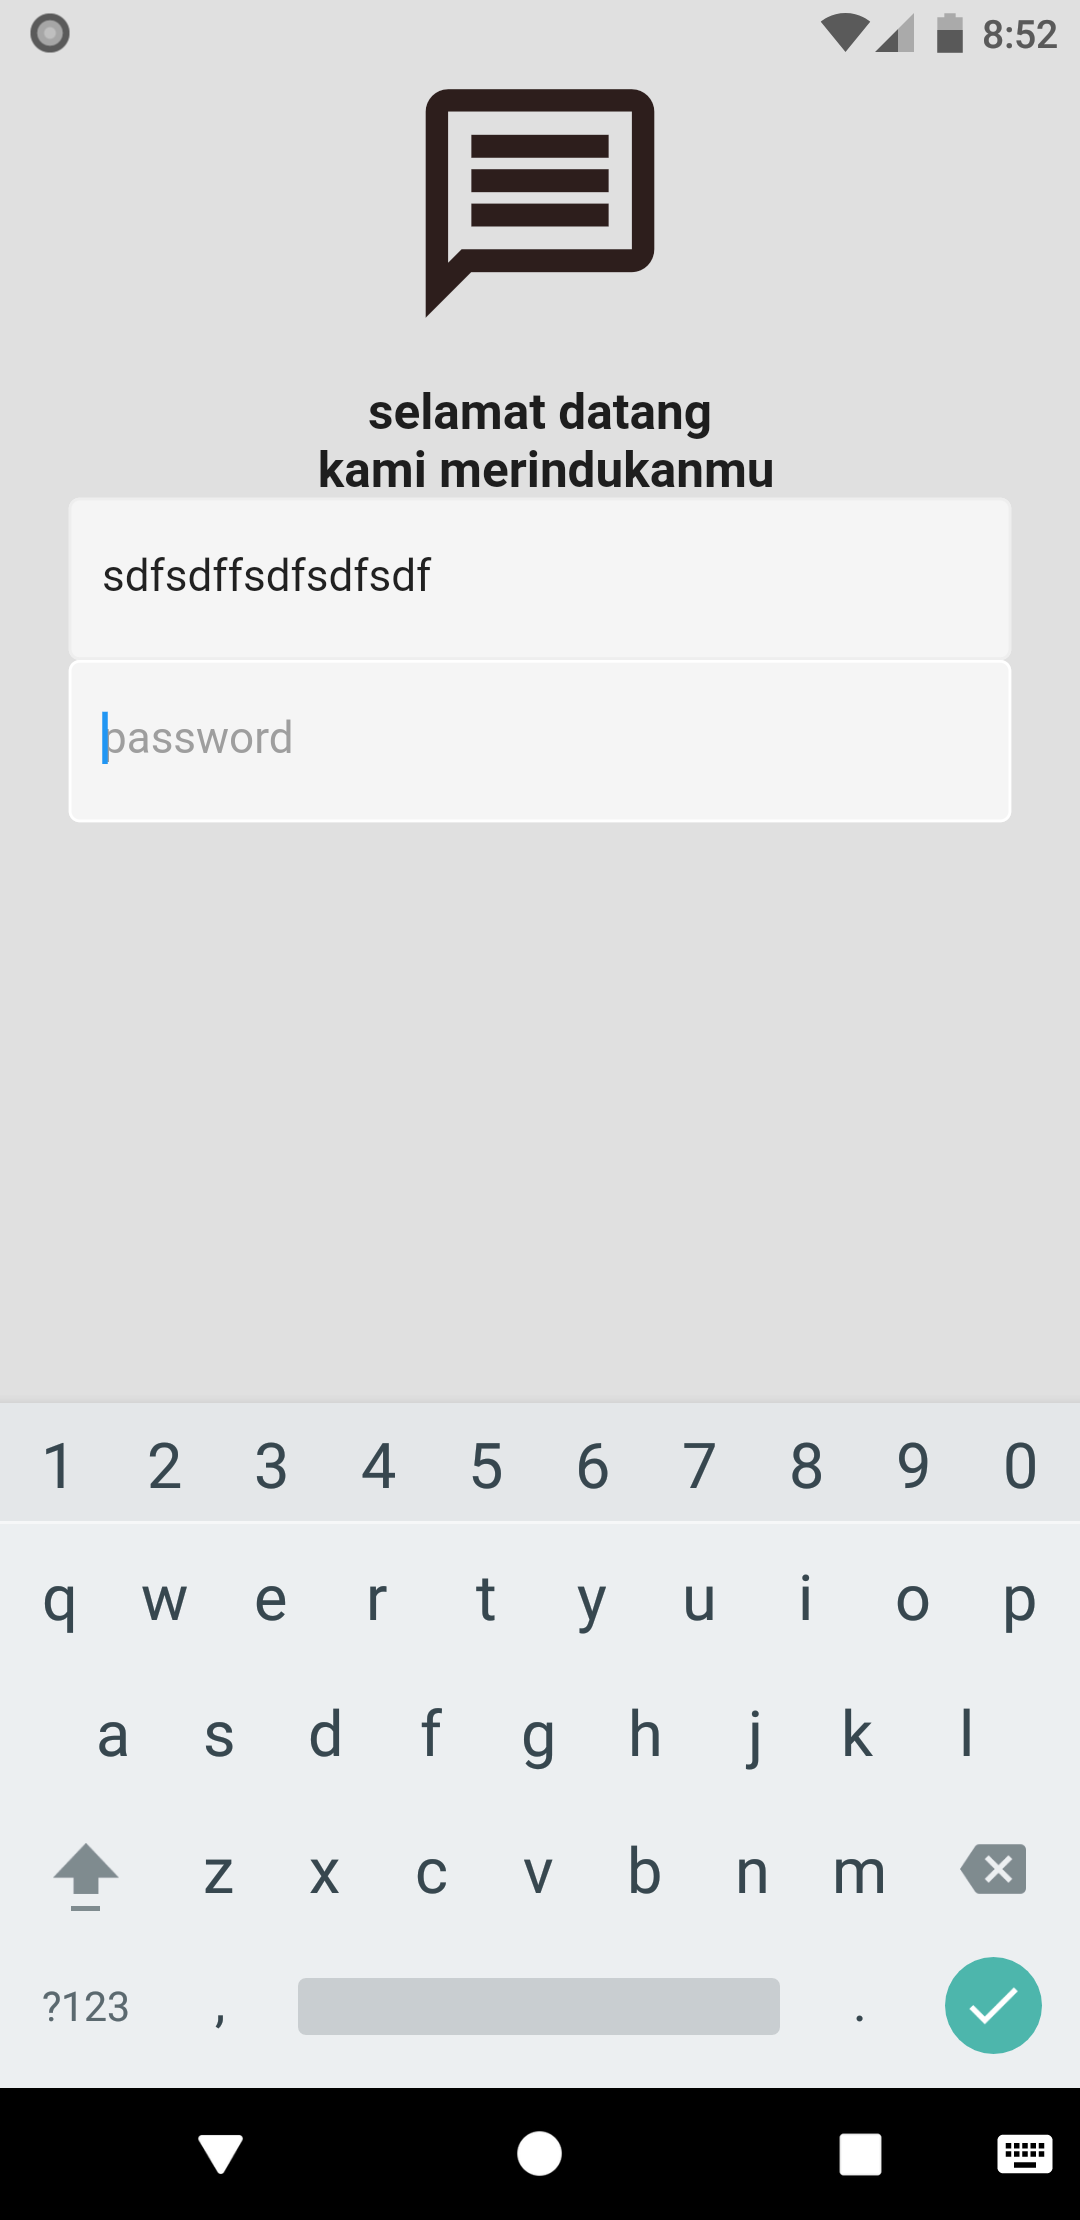 8:52
selamat datang
kami merindukanmu
sdfsdffsdfsdfsdf
password
1 2 3 4 5 6 7 8 9 0
q w e r t y u i o p
a s d f g h j k l
z x c v b n m
?123 , .